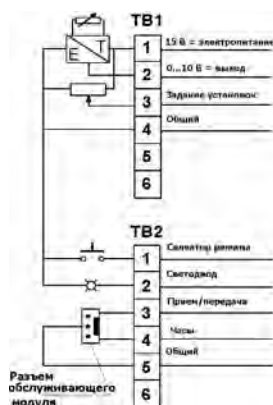 TB1
1 15 В = электропитание
E T
2 0...10 В = выход
3 Задание установок
4 Общий
5
6
TB2
1 Селектор режима
2 Светодиод
3 Прием/передача
4 Часы
5 Общий
6
Разъем
обслуживающего
модуля